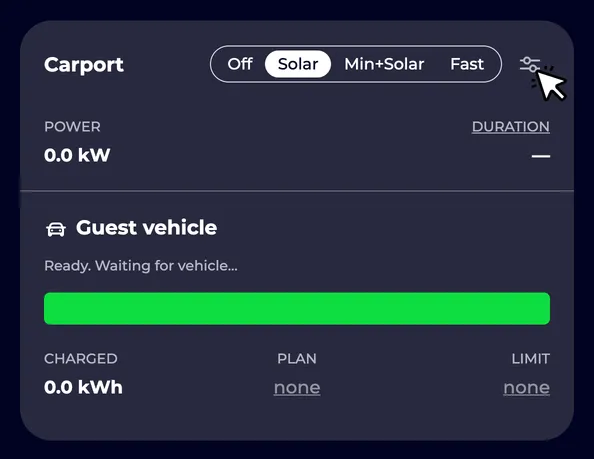 Carport Off Solar Min+Solar Fast
POWER DURATION
0.0 kW —
Guest vehicle
Ready. Waiting for vehicle...
CHARGED PLAN LIMIT
0.0 kWh none none